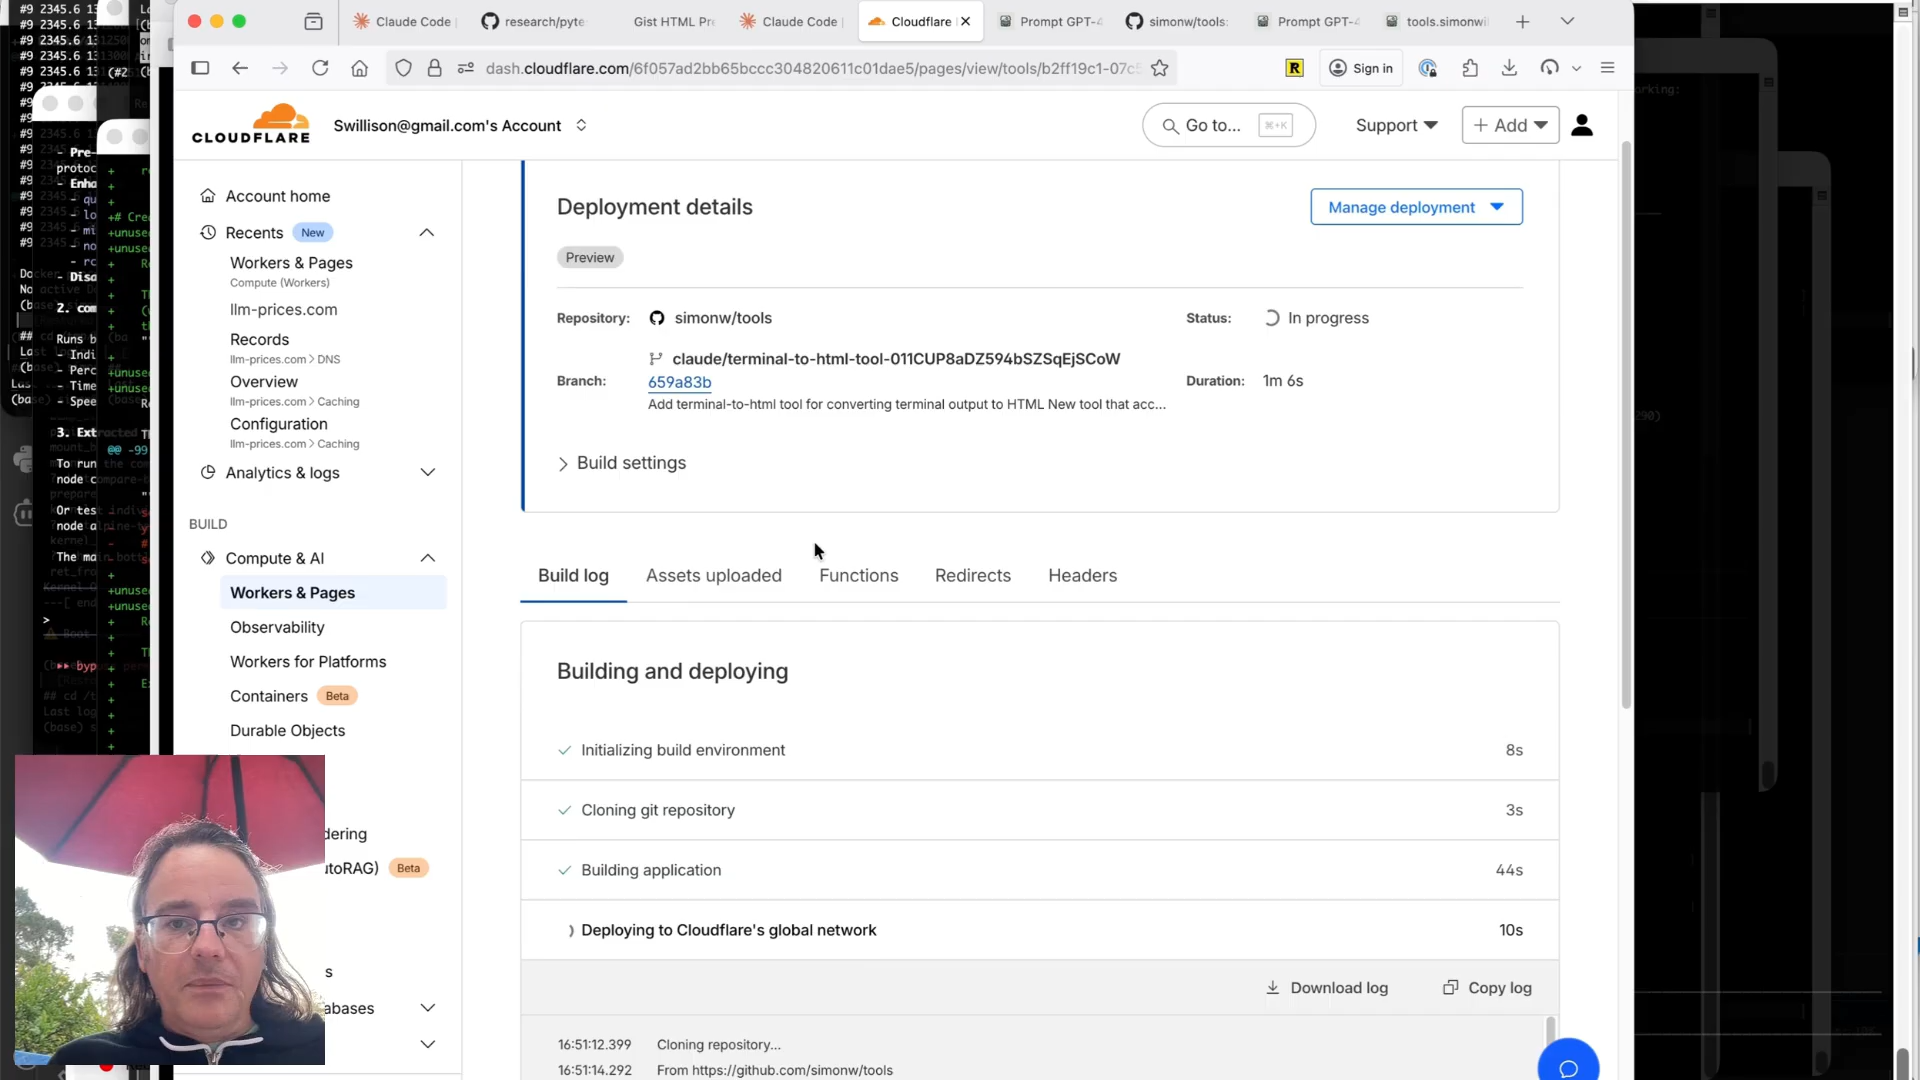 Claude Code
research/pyte
Gist HTML Pr
Claude Code
Cloudflare
Prompt GPT-4
simonw/tools:
Prompt GPT-4
tools.simonwil
dash.cloudflare.com/6f057ad2bb65bccc304820611c01dae5/pages/view/tools/b2ff19c1-07c5
R
Sign in
CLOUDFLARE
Swillison@gmail.com's Account
Go to...
⌘+K
Support
+ Add
Account home
Recents New
Workers & Pages
Compute (Workers)
llm-prices.com
Records
llm-prices.com > DNS
Overview
llm-prices.com > Caching
Configuration
llm-prices.com > Caching
Analytics & logs
BUILD
Compute & AI
Workers & Pages
Observability
Workers for Platforms
Containers Beta
Durable Objects
dering
utoRAG) Beta
s
abases
Deployment details
Manage deployment
Preview
Repository: simonw/tools
Status: In progress
Branch: claude/terminal-to-html-tool-011CUP8aDZ594bSZSqEjSCoW
659a83b
Add terminal-to-html tool for converting terminal output to HTML New tool that acc...
Duration: 1m 6s
Build settings
Build log
Assets uploaded
Functions
Redirects
Headers
Building and deploying
Initializing build environment 8s
Cloning git repository 3s
Building application 44s
Deploying to Cloudflare's global network 10s
Download log
Copy log
16:51:12.399 Cloning repository...
16:51:14.292 From https://github.com/simonw/tools